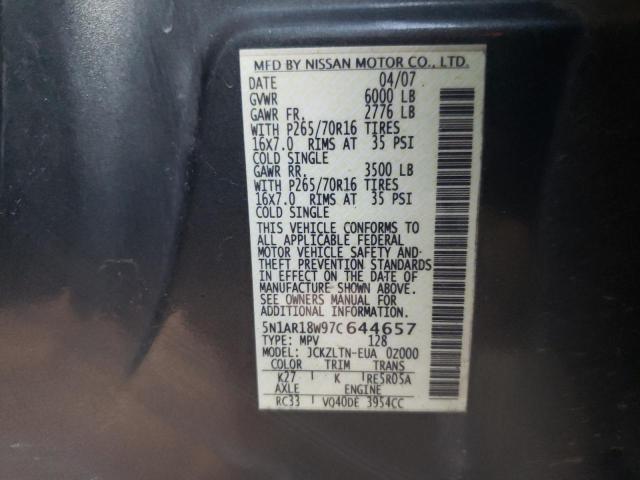 MFD BY NISSAN MOTOR CO., LTD.
DATE 04/07
GVWR 6000 LB
GAWR FR. 2776 LB
WITH P265/70R16 TIRES
16X7.0 RIMS AT 35 PSI
COLD SINGLE
GAWR RR. 3500 LB
WITH P265/70R16 TIRES
16X7.0 RIMS AT 35 PSI
COLD SINGLE
THIS VEHICLE CONFORMS TO
ALL APPLICABLE FEDERAL
MOTOR VEHICLE SAFETY AND
THEFT PREVENTION STANDARDS
IN EFFECT ON THE DATE OF
MANUFACTURE SHOWN ABOVE.
SEE OWNERS MANUAL FOR
ADDITIONAL INFORMATION.
5N1AR18W97C644657
TYPE: MPV 128
MODEL: JCKZLTN-EUA 0Z000
COLOR TRIM TRANS
K27 K RE5R05A
AXLE ENGINE
RC33 VQ40DE 3954CC